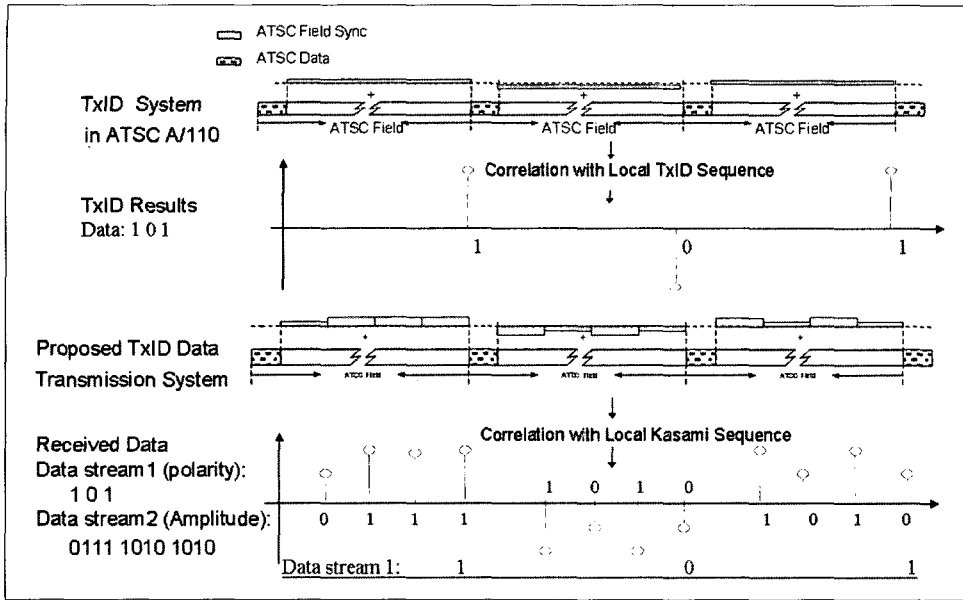 ATSC Field Sync
ATSC Data
TxID System
in ATSC A/110
+ + +
ATSC Field ATSC Field ATSC Field
Correlation with Local TxID Sequence
TxID Results
Data: 1 0 1
1 0 1
Proposed TxID Data
Transmission System
+ + +
ATSC Field ATSC Field ATSC Field
Correlation with Local Kasami Sequence
Received Data
Data stream1 (polarity):
1 0 1
1 0 1 0
Data stream2 (Amplitude):
0 1 1 1 1 0 1 0
0111 1010 1010
Data stream 1: 1 0 1